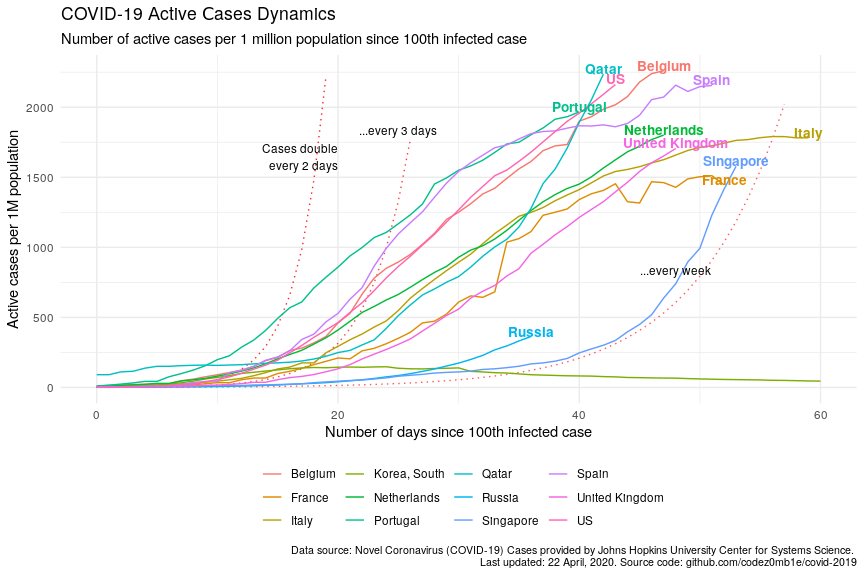 COVID-19 Active Cases Dynamics
Number of active cases per 1 million population since 100th infected case
Active cases per 1M population
2000
1500
1000
500
0
0
20
40
60
Cases double
every 2 days
...every 3 days
...every week
Qatar
US
Belgium
Spain
Portugal
Netherlands
United Kingdom
Italy
Singapore
France
Russia
Number of days since 100th infected case
Belgium
Korea, South
Qatar
Spain
France
Netherlands
Russia
United Kingdom
Italy
Portugal
Singapore
US
Data source: Novel Coronavirus (COVID-19) Cases provided by Johns Hopkins University Center for Systems Science.
Last updated: 22 April, 2020. Source code: github.com/codez0mb1e/covid-2019